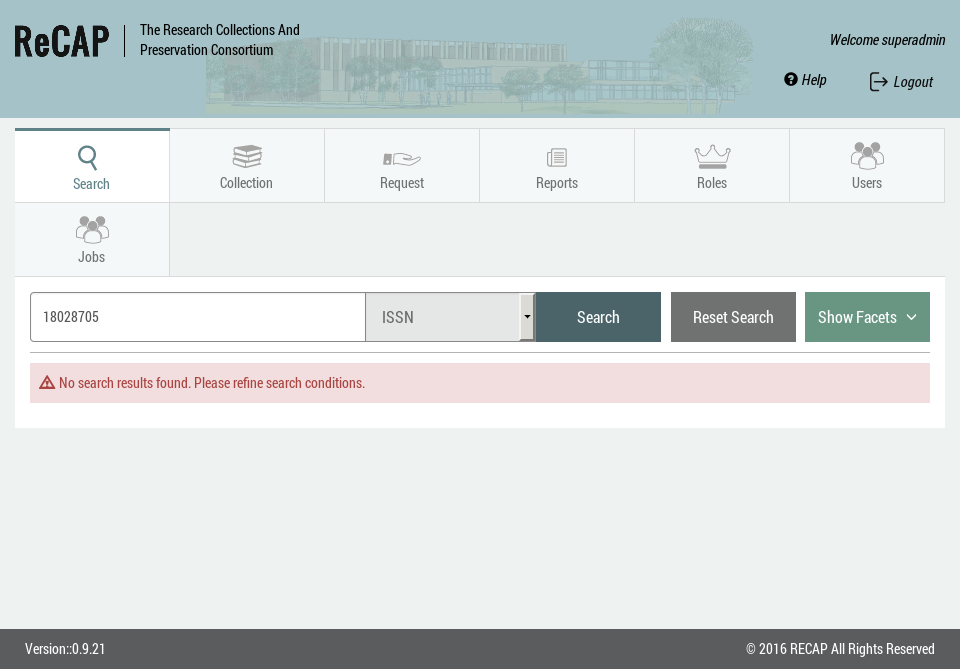 ReCAP
The Research Collections And
Preservation Consortium
Welcome superadmin
Help
Logout
Search
Collection
Request
Reports
Roles
Users
Jobs
18028705
ISSN
Search
Reset Search
Show Facets
No search results found. Please refine search conditions.
Version::0.9.21
© 2016 RECAP All Rights Reserved